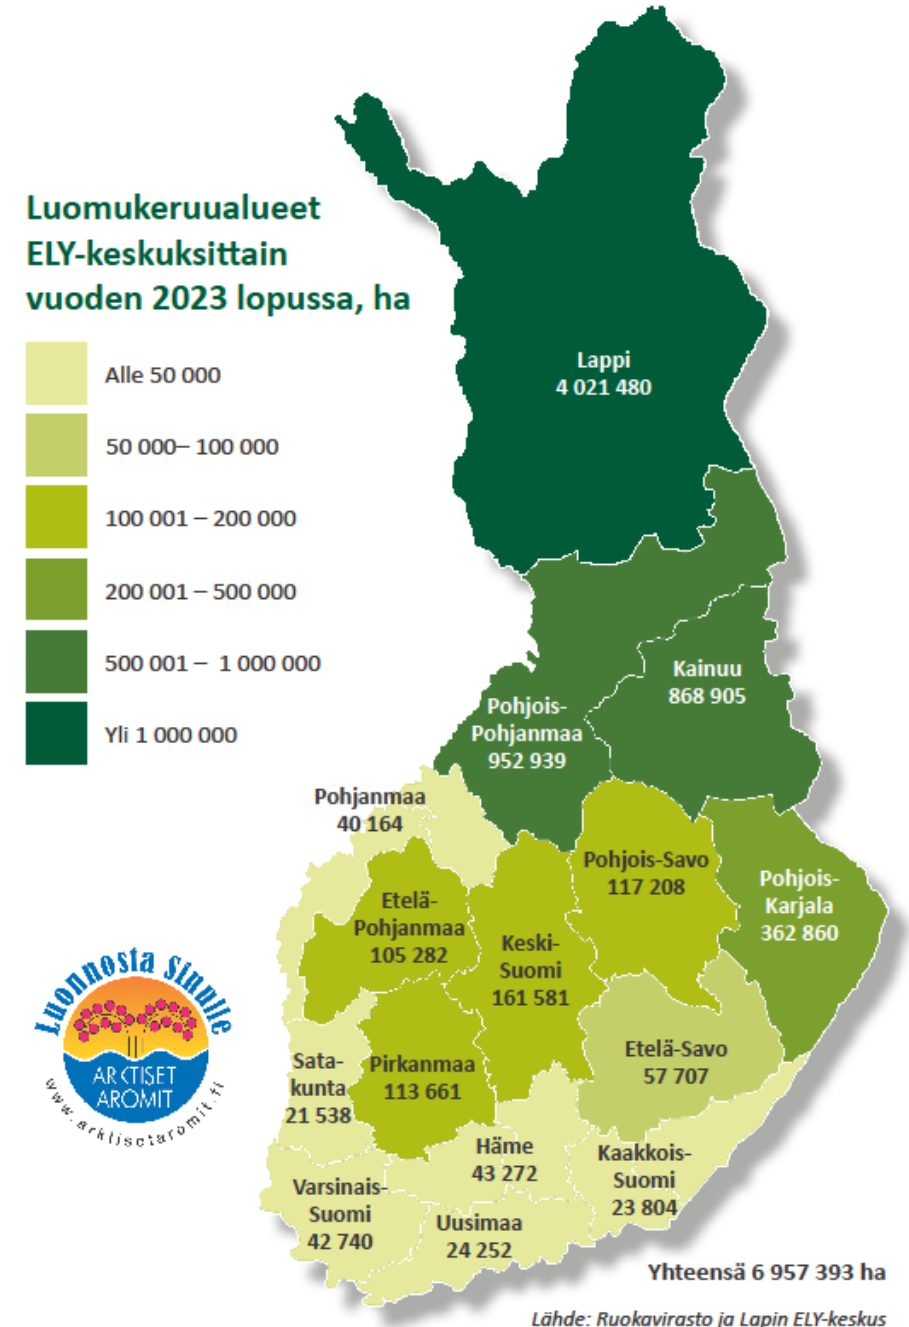 Luomukeruualueet
ELY-keskuksittain
vuoden 2023 lopussa, ha
Alle 50 000
50 000– 100 000
100 001 – 200 000
200 001 – 500 000
500 001 – 1 000 000
Yli 1 000 000
Lappi
4 021 480
Kainuu
868 905
Pohjois-
Pohjanmaa
952 939
Pohjanmaa
40 164
Pohjois-Savo
117 208
Pohjois-
Karjala
362 860
Etelä-
Pohjanmaa
105 282
Keski-
Suomi
161 581
Etelä-Savo
57 707
Sata-
kunta
21 538
Pirkanmaa
113 661
Häme
43 272
Kaakkois-
Suomi
23 804
Varsinais-
Suomi
42 740
Uusimaa
24 252
Luonnosta Sinulle
ARKTISET
AROMIT
www.arktisetaromit.fi
Yhteensä 6 957 393 ha
Lähde: Ruokavirasto ja Lapin ELY-keskus